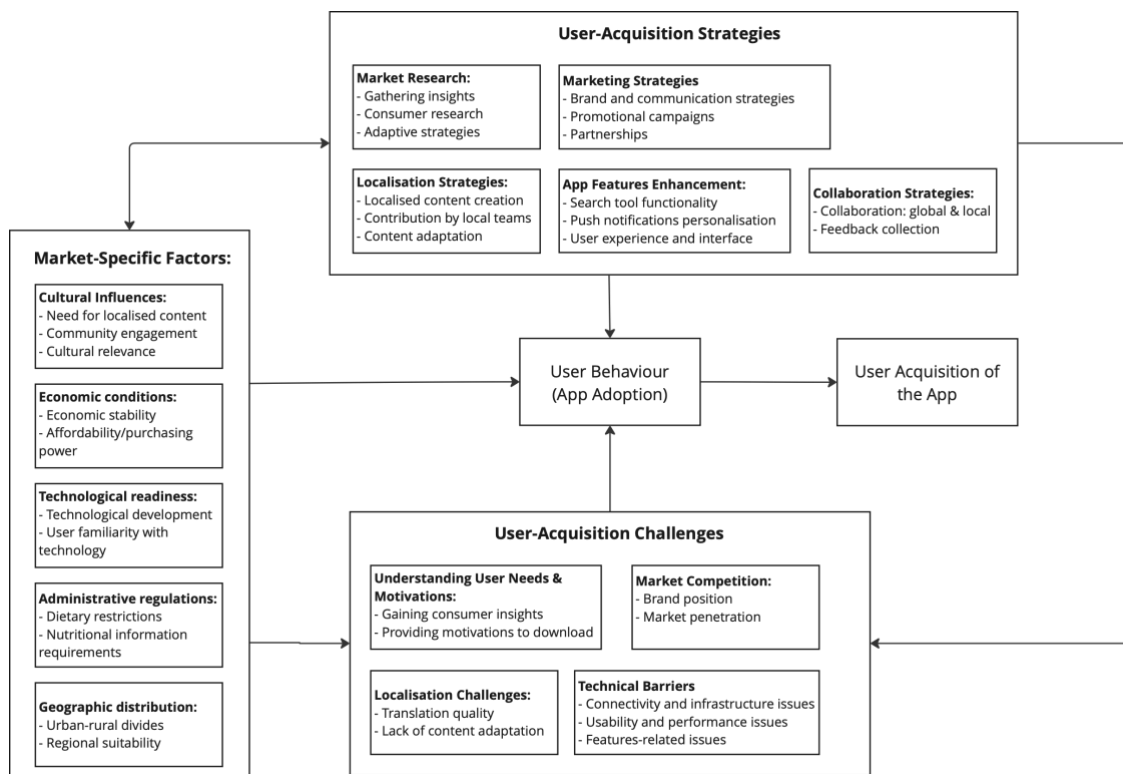 User-Acquisition Strategies
Market Research:
- Gathering insights
- Consumer research
- Adaptive strategies
Marketing Strategies
- Brand and communication strategies
- Promotional campaigns
- Partnerships
Localisation Strategies:
- Localised content creation
- Contribution by local teams
- Content adaptation
App Features Enhancement:
- Search tool functionality
- Push notifications personalisation
- User experience and interface
Collaboration Strategies:
- Collaboration: global & local
- Feedback collection
Market-Specific Factors:
Cultural Influences:
- Need for localised content
- Community engagement
- Cultural relevance
Economic conditions:
- Economic stability
- Affordability/purchasing
power
Technological readiness:
- Technological development
- User familiarity with
technology
Administrative regulations:
- Dietary restrictions
- Nutritional information
requirements
Geographic distribution:
- Urban-rural divides
- Regional suitability
User Behaviour
(App Adoption)
User Acquisition of
the App
User-Acquisition Challenges
Understanding User Needs &
Motivations:
- Gaining consumer insights
- Providing motivations to download
Market Competition:
- Brand position
- Market penetration
Localisation Challenges:
- Translation quality
- Lack of content adaptation
Technical Barriers
- Connectivity and infrastructure issues
- Usability and performance issues
- Features-related issues